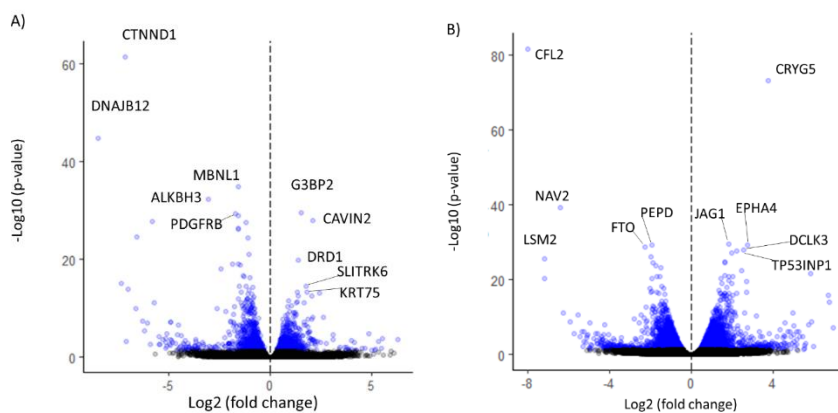 A)
CTNND1
60
DNAJB12
40
MBNL1
ALKBH3
G3BP2
PDGFRB
CAVIN2
20
DRD1
SLITRK6
KRT75
0
-5
0
5
-Log10 (p-value)
Log2 (fold change)
B)
80
CFL2
CRYG5
60
40
NAV2
PEPD
JAG1
EPHA4
FTO
DCLK3
LSM2
TP53INP1
20
0
-8
-4
0
4
-Log10 (p-value)
Log2 (fold change)